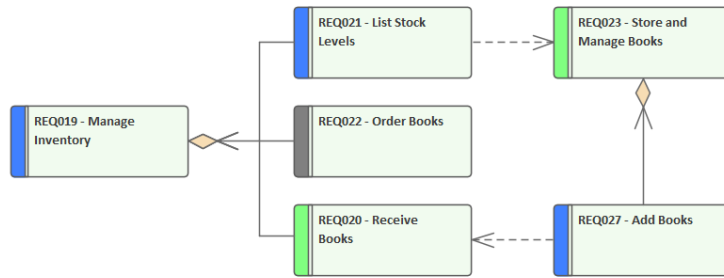 REQ021 - List Stock
Levels
REQ023 - Store and
Manage Books
REQ019 - Manage
Inventory
REQ022 - Order Books
REQ020 - Receive
Books
REQ027 - Add Books